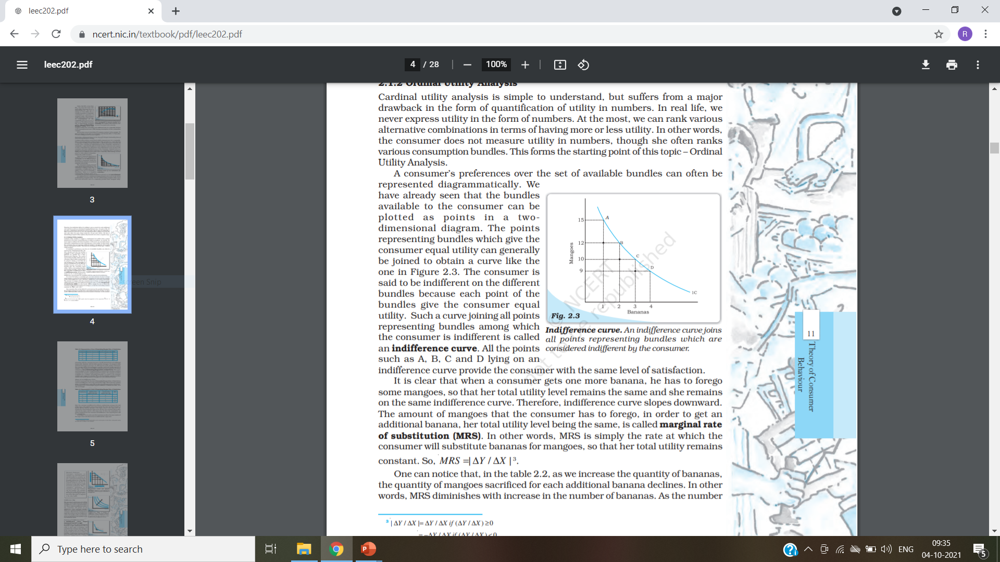 leec202.pdf
ncert.nic.in/textbook/pdf/leec202.pdf
R
leec202.pdf
4 / 28
100%
3
4
5
2.1.2 Ordinal Utility Analysis
Cardinal utility analysis is simple to understand, but suffers from a major
drawback in the form of quantification of utility in numbers. In real life, we
never express utility in the form of numbers. At the most, we can rank various
alternative combinations in terms of having more or less utility. In other words,
the consumer does not measure utility in numbers, though she often ranks
various consumption bundles. This forms the starting point of this topic – Ordinal
Utility Analysis.
A consumer's preferences over the set of available bundles can often be
represented diagrammatically. We
have already seen that the bundles
available to the consumer can be
plotted as points in a two-
dimensional diagram. The points
representing bundles which give the
consumer equal utility can generally
be joined to obtain a curve like the
one in Figure 2.3. The consumer is
said to be indifferent on the different
bundles because each point of the
bundles give the consumer equal
utility. Such a curve joining all points
representing bundles among which
the consumer is indifferent is called
an indifference curve. All the points
such as A, B, C and D lying on an
indifference curve provide the consumer with the same level of satisfaction.
15
12
10
9
Mangoes
A
B
C
D
IC
1 2 3 4
Bananas
Fig. 2.3
Indifference curve. An indifference curve joins
all points representing bundles which are
considered indifferent by the consumer.
© NCERT
not to be republished
It is clear that when a consumer gets one more banana, he has to forego
some mangoes, so that her total utility level remains the same and she remains
on the same indifference curve. Therefore, indifference curve slopes downward.
The amount of mangoes that the consumer has to forego, in order to get an
additional banana, her total utility level being the same, is called marginal rate
of substitution (MRS). In other words, MRS is simply the rate at which the
consumer will substitute bananas for mangoes, so that her total utility remains
constant. So, MRS =| ΔY / ΔX |³.
One can notice that, in the table 2.2, as we increase the quantity of bananas,
the quantity of mangoes sacrificed for each additional banana declines. In other
words, MRS diminishes with increase in the number of bananas. As the number
³ | ΔY / ΔX |= ΔY / ΔX if (ΔY / ΔX) ≥0
= −ΔY / ΔX if (ΔY / ΔX) <0
11
Theory of Consumer
Behaviour
Type here to search
ENG
09:35
04-10-2021
5